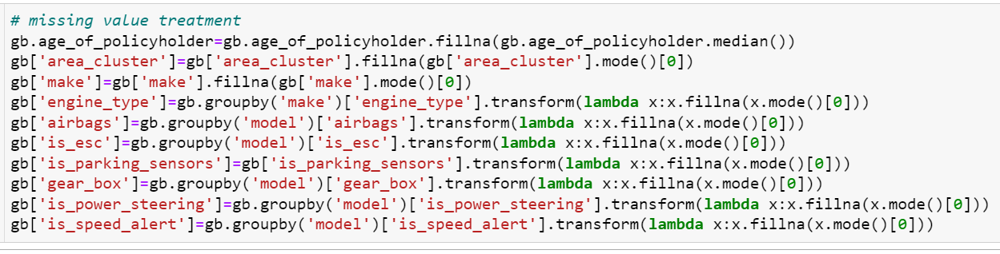 # missing value treatment
gb.age_of_policyholder=gb.age_of_policyholder.fillna(gb.age_of_policyholder.median())
gb['area_cluster']=gb['area_cluster'].fillna(gb['area_cluster'].mode()[0])
gb['make']=gb['make'].fillna(gb['make'].mode()[0])
gb['engine_type']=gb.groupby('make')['engine_type'].transform(lambda x:x.fillna(x.mode()[0]))
gb['airbags']=gb.groupby('model')['airbags'].transform(lambda x:x.fillna(x.mode()[0]))
gb['is_esc']=gb.groupby('model')['is_esc'].transform(lambda x:x.fillna(x.mode()[0]))
gb['is_parking_sensors']=gb['is_parking_sensors'].transform(lambda x:x.fillna(x.mode()[0]))
gb['gear_box']=gb.groupby('model')['gear_box'].transform(lambda x:x.fillna(x.mode()[0]))
gb['is_power_steering']=gb.groupby('model')['is_power_steering'].transform(lambda x:x.fillna(x.mode()[0]))
gb['is_speed_alert']=gb.groupby('model')['is_speed_alert'].transform(lambda x:x.fillna(x.mode()[0]))